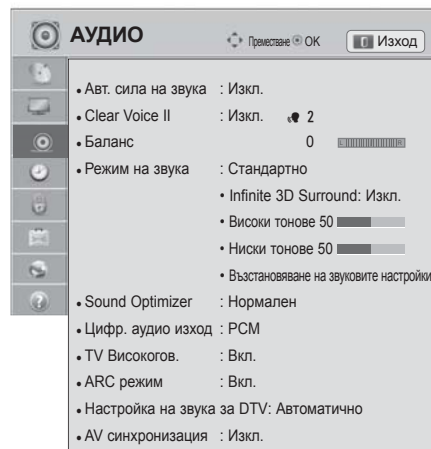 АУДИО Преместване OK Изход
• Авт. сила на звука : Изкл.
• Clear Voice II : Изкл. 2
• Баланс 0 L R
• Режим на звука : Стандартно
• Infinite 3D Surround: Изкл.
• Високи тонове 50
• Ниски тонове 50
• Възстановяване на звуковите настройки
• Sound Optimizer : Нормален
• Цифр. аудио изход : PCM
• TV Високогов. : Вкл.
• ARC режим : Вкл.
• Настройка на звука за DTV: Автоматично
• AV синхронизация : Изкл.